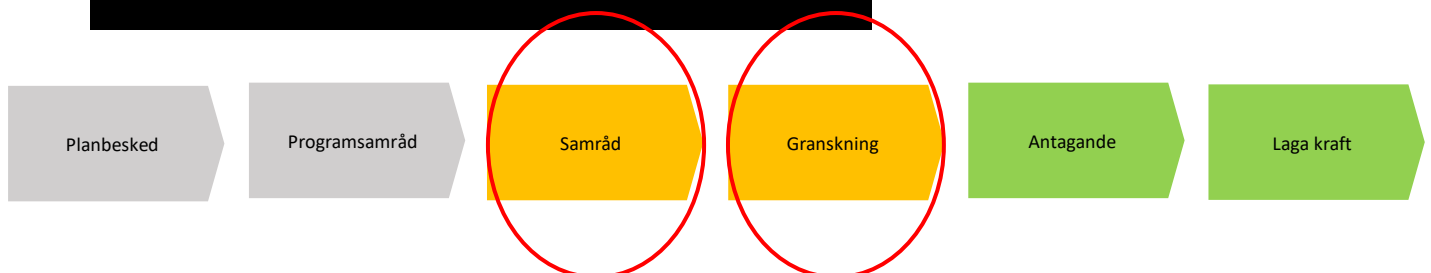 Planbesked
Programsamråd
Samråd
Granskning
Antagande
Laga kraft